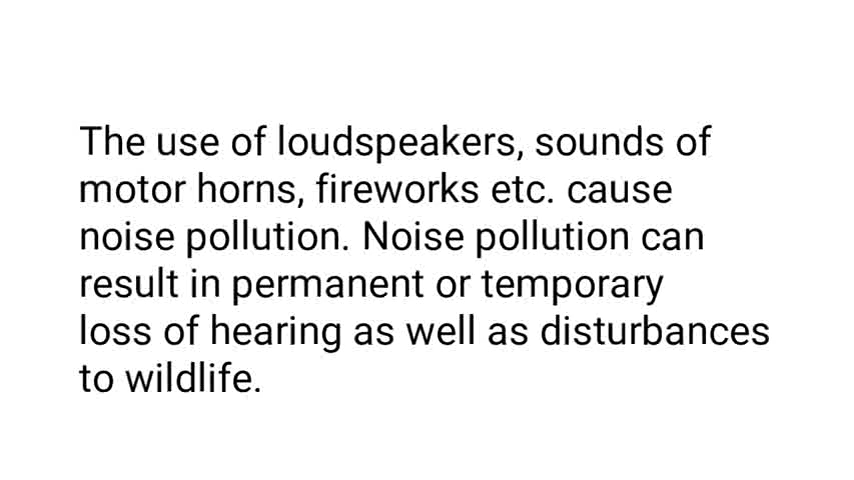 The use of loudspeakers, sounds of
motor horns, fireworks etc. cause
noise pollution. Noise pollution can
result in permanent or temporary
loss of hearing as well as disturbances
to wildlife.